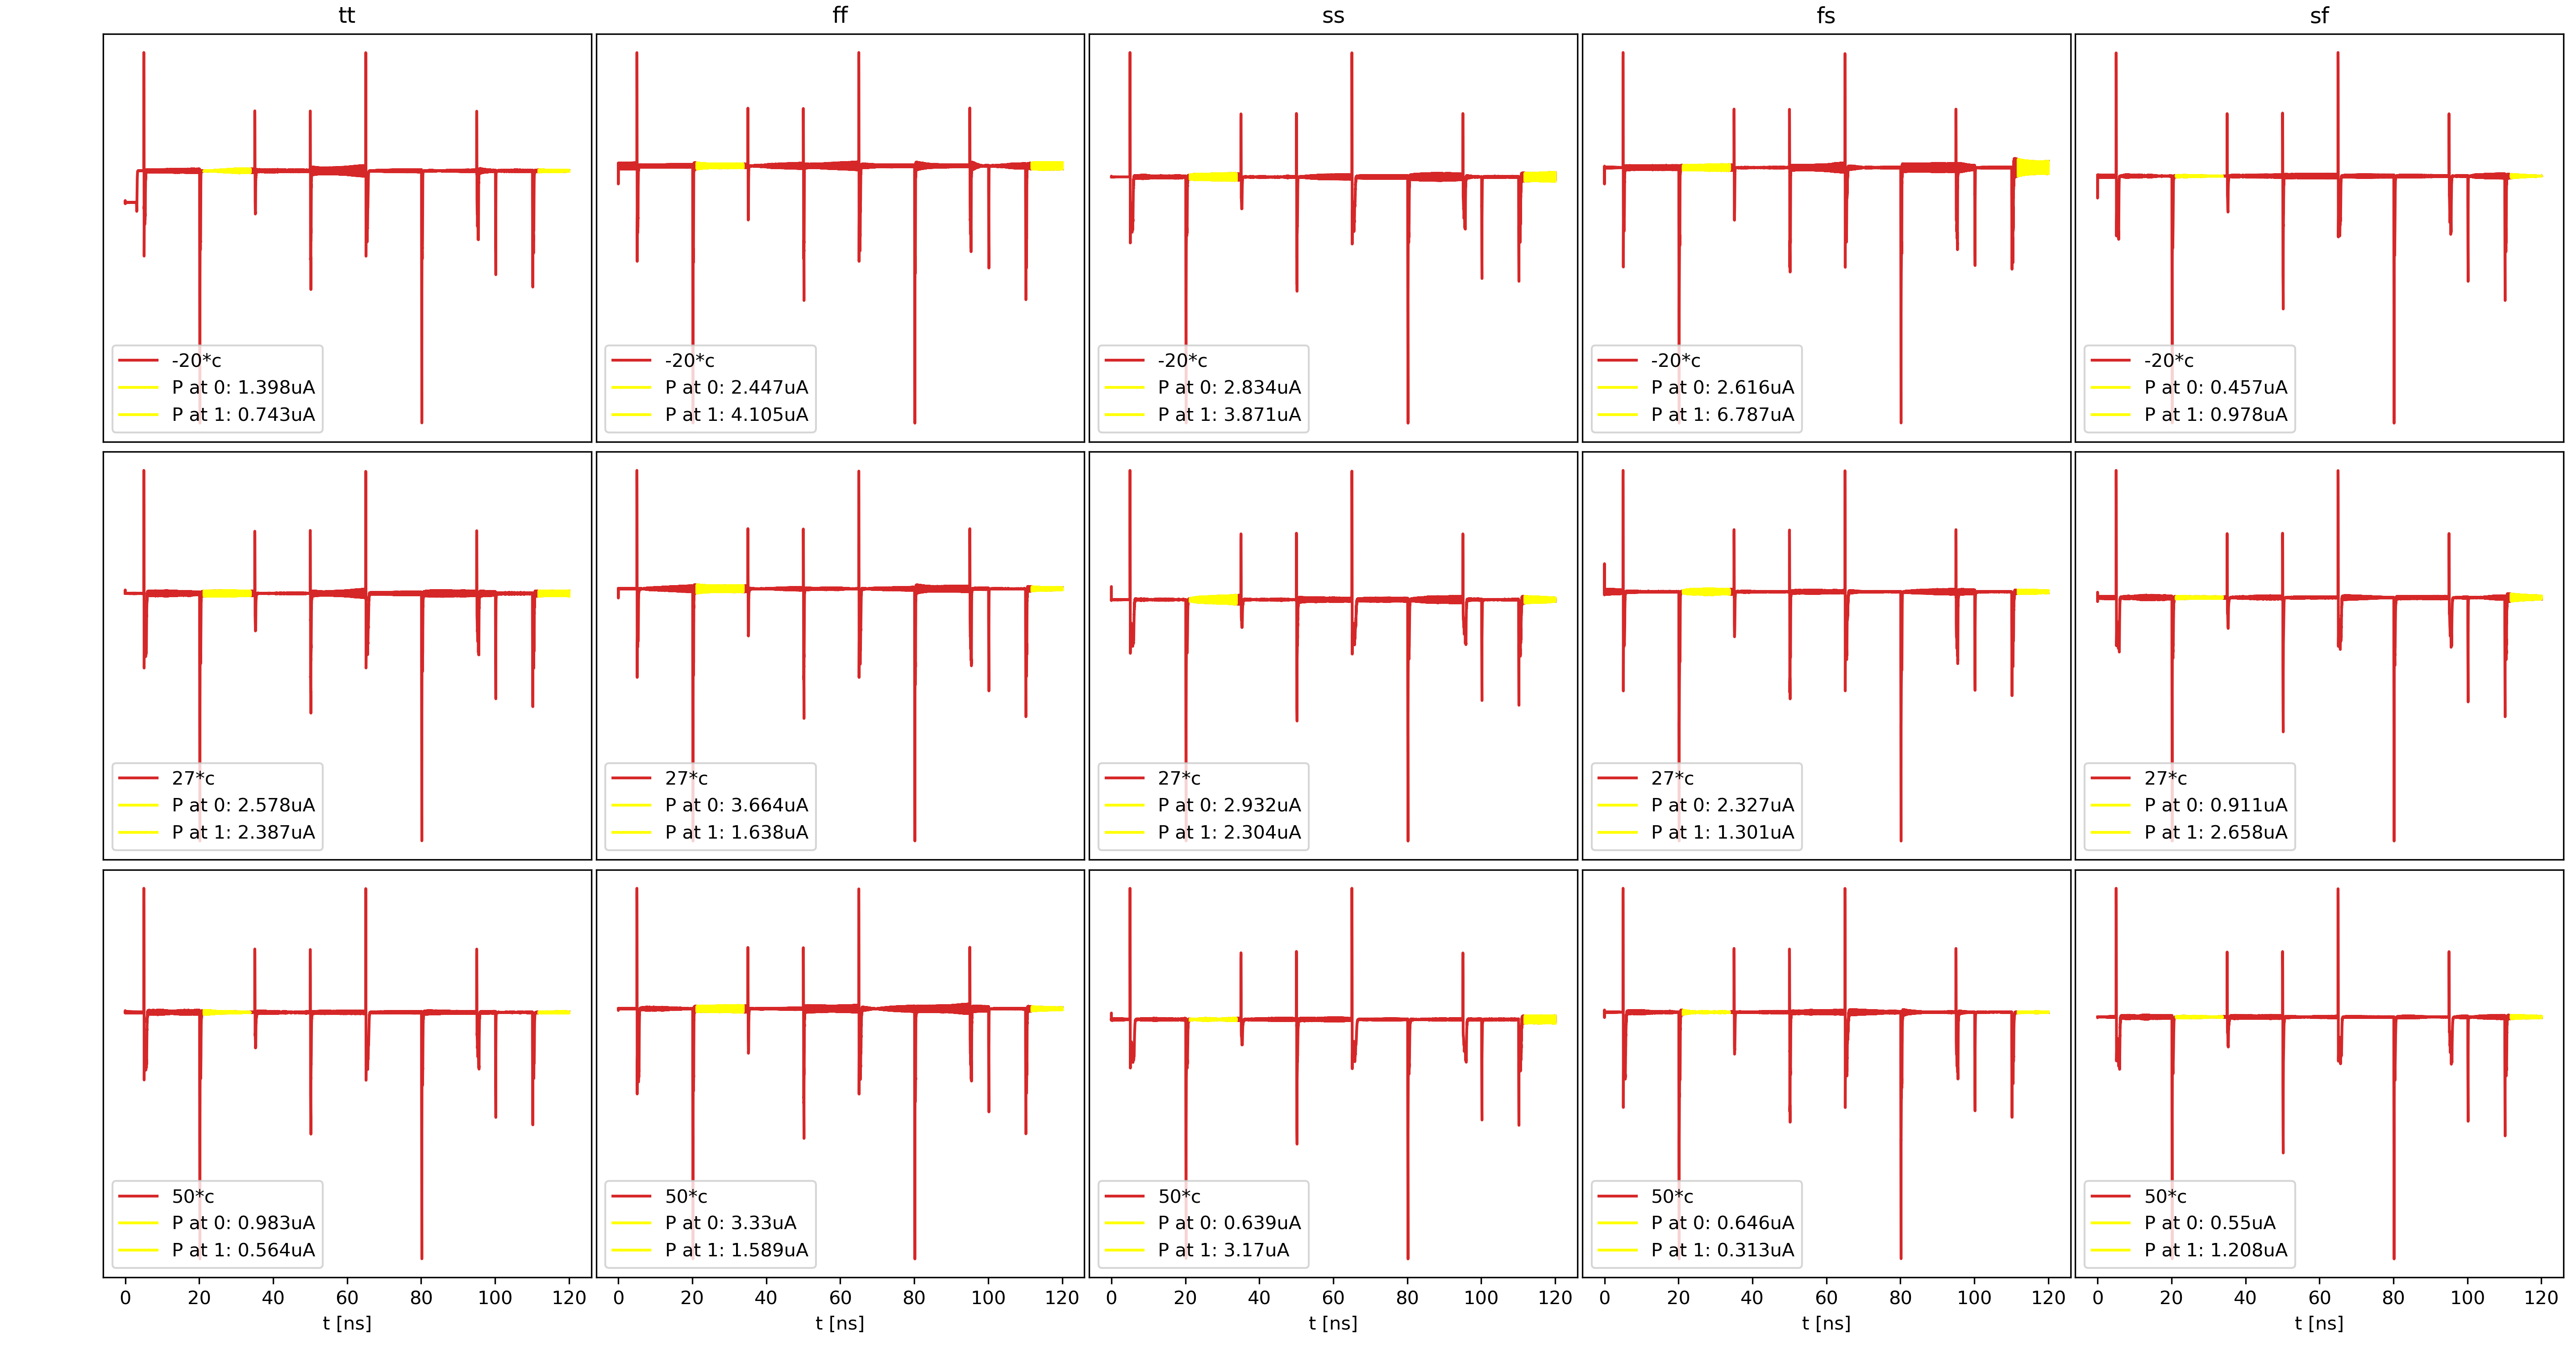 tt ff ss fs sf
-20*c
P at 0: 1.398uA
P at 1: 0.743uA
-20*c
P at 0: 2.447uA
P at 1: 4.105uA
-20*c
P at 0: 2.834uA
P at 1: 3.871uA
-20*c
P at 0: 2.616uA
P at 1: 6.787uA
-20*c
P at 0: 0.457uA
P at 1: 0.978uA
27*c
P at 0: 2.578uA
P at 1: 2.387uA
27*c
P at 0: 3.664uA
P at 1: 1.638uA
27*c
P at 0: 2.932uA
P at 1: 2.304uA
27*c
P at 0: 2.327uA
P at 1: 1.301uA
27*c
P at 0: 0.911uA
P at 1: 2.658uA
50*c
P at 0: 0.983uA
P at 1: 0.564uA
50*c
P at 0: 3.33uA
P at 1: 1.589uA
50*c
P at 0: 0.639uA
P at 1: 3.17uA
50*c
P at 0: 0.646uA
P at 1: 0.313uA
50*c
P at 0: 0.55uA
P at 1: 1.208uA
0 20 40 60 80 100 120
t [ns]
0 20 40 60 80 100 120
t [ns]
0 20 40 60 80 100 120
t [ns]
0 20 40 60 80 100 120
t [ns]
0 20 40 60 80 100 120
t [ns]